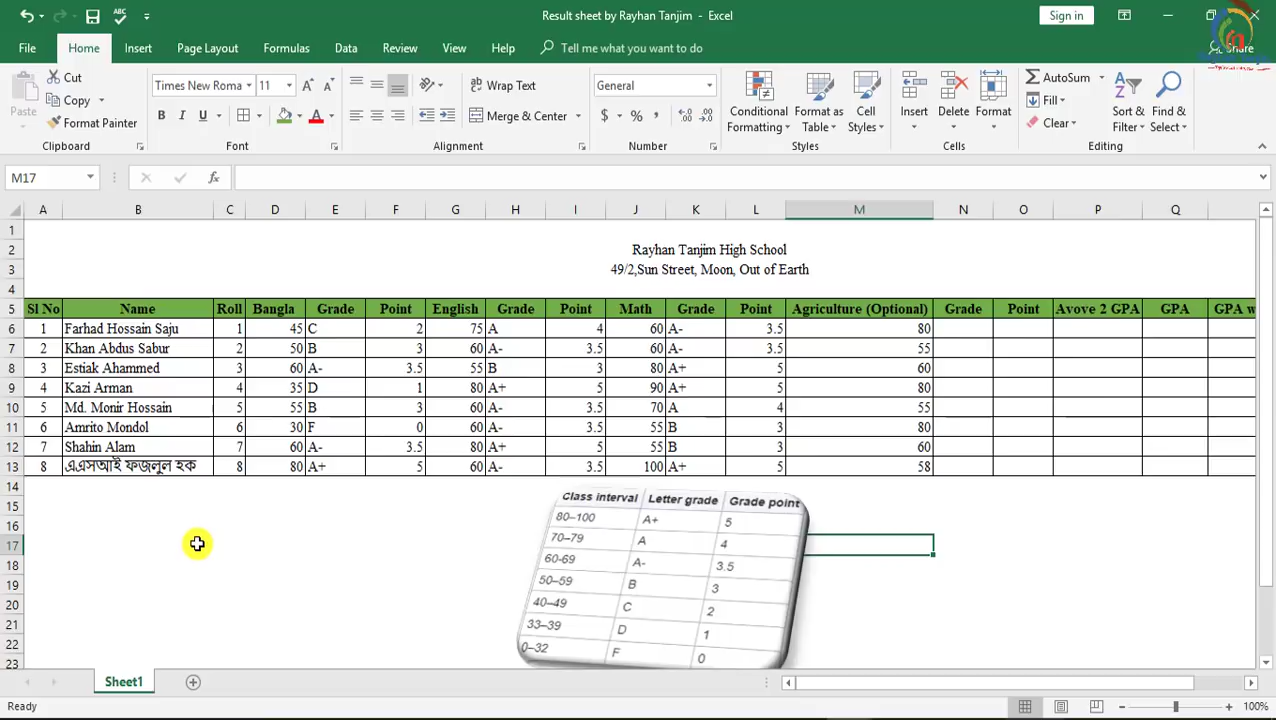 Result sheet by Rayhan Tanjim - Excel
Sign in
File Home Insert Page Layout Formulas Data Review View Help Tell me what you want to do Share
Paste
Cut
Copy
Format Painter
Clipboard
Times New Roma 11
B I U
Font
Wrap Text
Merge & Center
Alignment
General
$ % ,
Number
Conditional Formatting
Format as Table
Cell Styles
Styles
Insert
Delete
Format
Cells
AutoSum
Fill
Clear
Sort & Filter
Find & Select
Editing
M17 fx
A B C D E F G H I J K L M N O P Q
1
2 Rayhan Tanjim High School
3 49/2,Sun Street, Moon, Out of Earth
4
5 Sl No Name Roll Bangla Grade Point English Grade Point Math Grade Point Agriculture (Optional) Grade Point Avove 2 GPA GPA GPA w
6 1 Farhad Hossain Saju 1 45 C 2 75 A 4 60 A- 3.5 80
7 2 Khan Abdus Sabur 2 50 B 3 60 A- 3.5 60 A- 3.5 55
8 3 Estiak Ahammed 3 60 A- 3.5 55 B 3 80 A+ 5 60
9 4 Kazi Arman 4 35 D 1 80 A+ 5 90 A+ 5 80
10 5 Md. Monir Hossain 5 55 B 3 60 A- 3.5 70 A 4 55
11 6 Amrito Mondol 6 30 F 0 60 A- 3.5 55 B 3 80
12 7 Shahin Alam 7 60 A- 3.5 80 A+ 5 55 B 3 60
13 8 এএসআই ফজলুল হক 8 80 A+ 5 60 A- 3.5 100 A+ 5 58
14
15
16
17
18
19
20
21
22
23
Class interval Letter grade Grade point
80–100 A+ 5
70–79 A 4
60-69 A- 3.5
50–59 B 3
40–49 C 2
33–39 D 1
0–32 F 0
Sheet1
Ready
100%